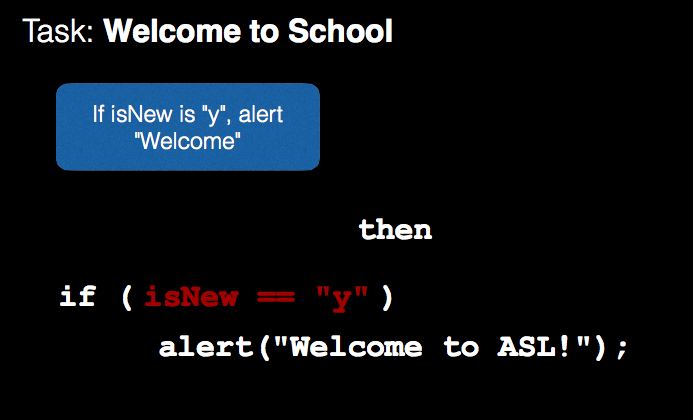 Task: Welcome to School
If isNew is "y", alert
"Welcome"
then
if (isNew == "y")
alert("Welcome to ASL!");